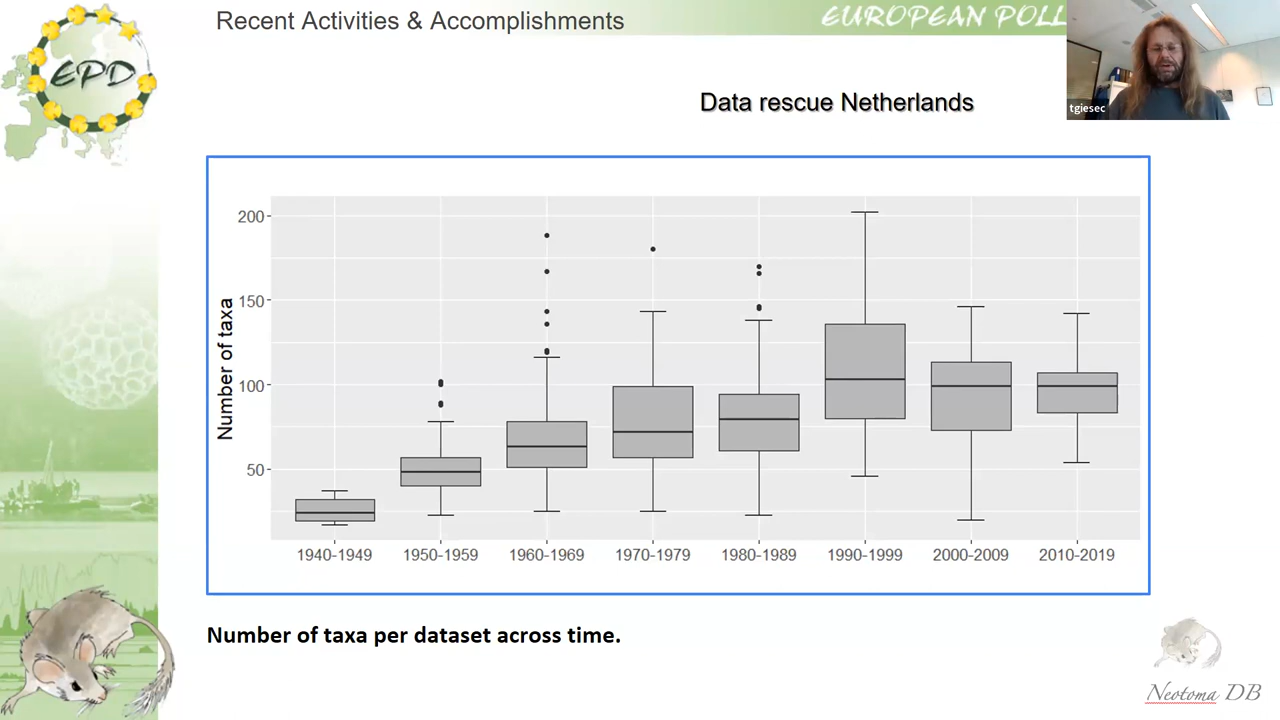 Recent Activities & Accomplishments
EUROPEAN POLL
EPD
tgiesec
Data rescue Netherlands
Number of taxa
200
150
100
50
1940-1949 1950-1959 1960-1969 1970-1979 1980-1989 1990-1999 2000-2009 2010-2019
Number of taxa per dataset across time.
Neotoma DB